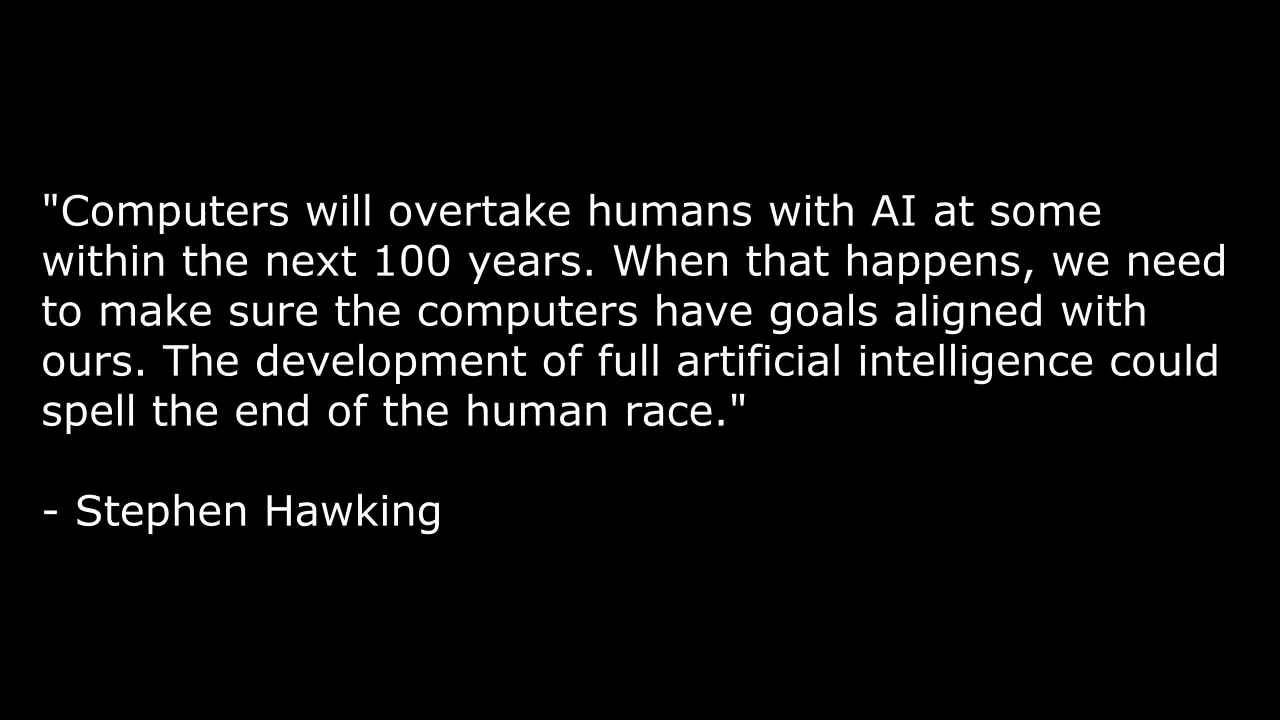 "Computers will overtake humans with AI at some
within the next 100 years. When that happens, we need
to make sure the computers have goals aligned with
ours. The development of full artificial intelligence could
spell the end of the human race."
- Stephen Hawking